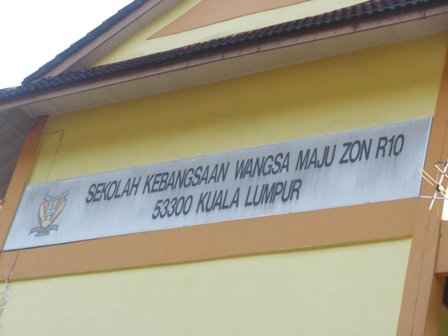 SEKOLAH KEBANGSAAN WANGSA MAJU ZON R10
53300 KUALA LUMPUR